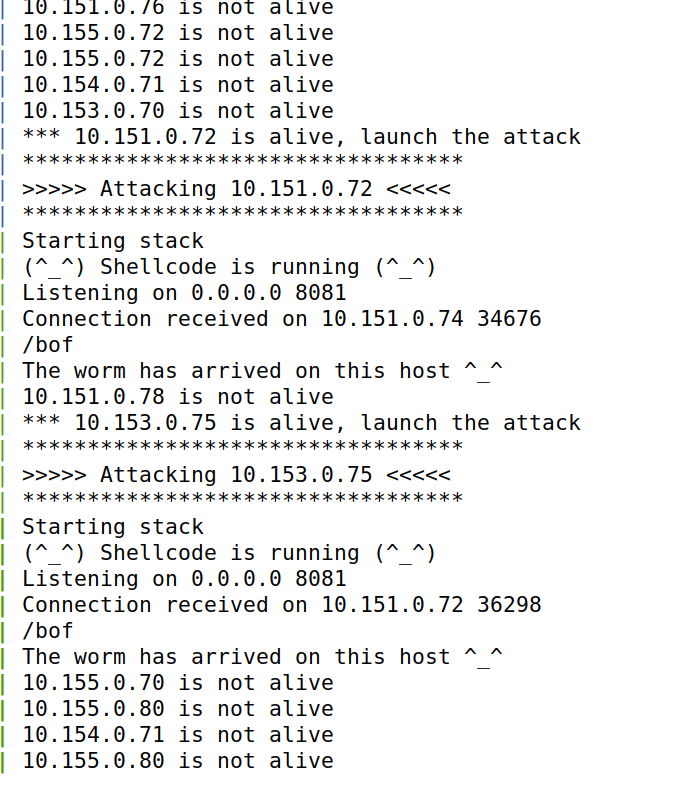 | 10.151.0.76 is not alive
| 10.155.0.72 is not alive
| 10.155.0.72 is not alive
| 10.154.0.71 is not alive
| 10.153.0.70 is not alive
| *** 10.151.0.72 is alive, launch the attack
| **********************************
| >>>>> Attacking 10.151.0.72 <<<<<
| **********************************
| Starting stack
| (^_^) Shellcode is running (^_^)
| Listening on 0.0.0.0 8081
| Connection received on 10.151.0.74 34676
| /bof
| The worm has arrived on this host ^_^
| 10.151.0.78 is not alive
| *** 10.153.0.75 is alive, launch the attack
| **********************************
| >>>>> Attacking 10.153.0.75 <<<<<
| **********************************
| Starting stack
| (^_^) Shellcode is running (^_^)
| Listening on 0.0.0.0 8081
| Connection received on 10.151.0.72 36298
| /bof
| The worm has arrived on this host ^_^
| 10.155.0.70 is not alive
| 10.155.0.80 is not alive
| 10.154.0.71 is not alive
| 10.155.0.80 is not alive